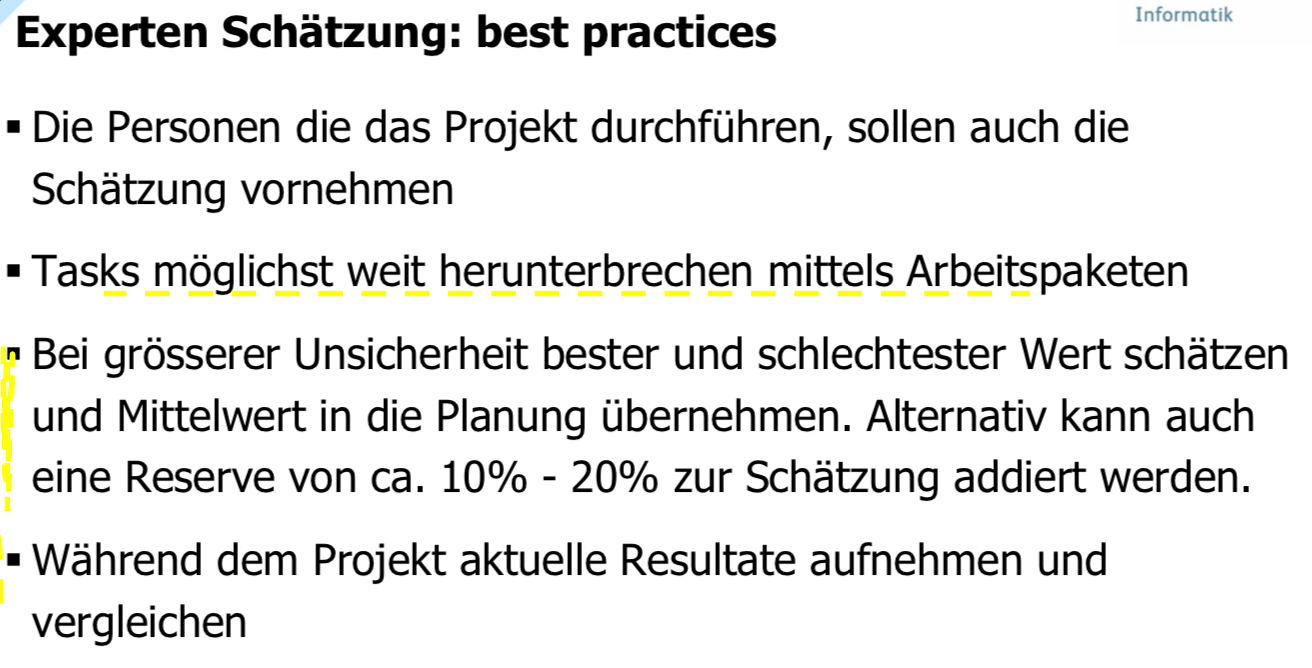 Informatik
Experten Schätzung: best practices
▪ Die Personen die das Projekt durchführen, sollen auch die
Schätzung vornehmen
▪ Tasks möglichst weit herunterbrechen mittels Arbeitspaketen
▪ Bei grösserer Unsicherheit bester und schlechtester Wert schätzen
und Mittelwert in die Planung übernehmen. Alternativ kann auch
eine Reserve von ca. 10% - 20% zur Schätzung addiert werden.
▪ Während dem Projekt aktuelle Resultate aufnehmen und
vergleichen